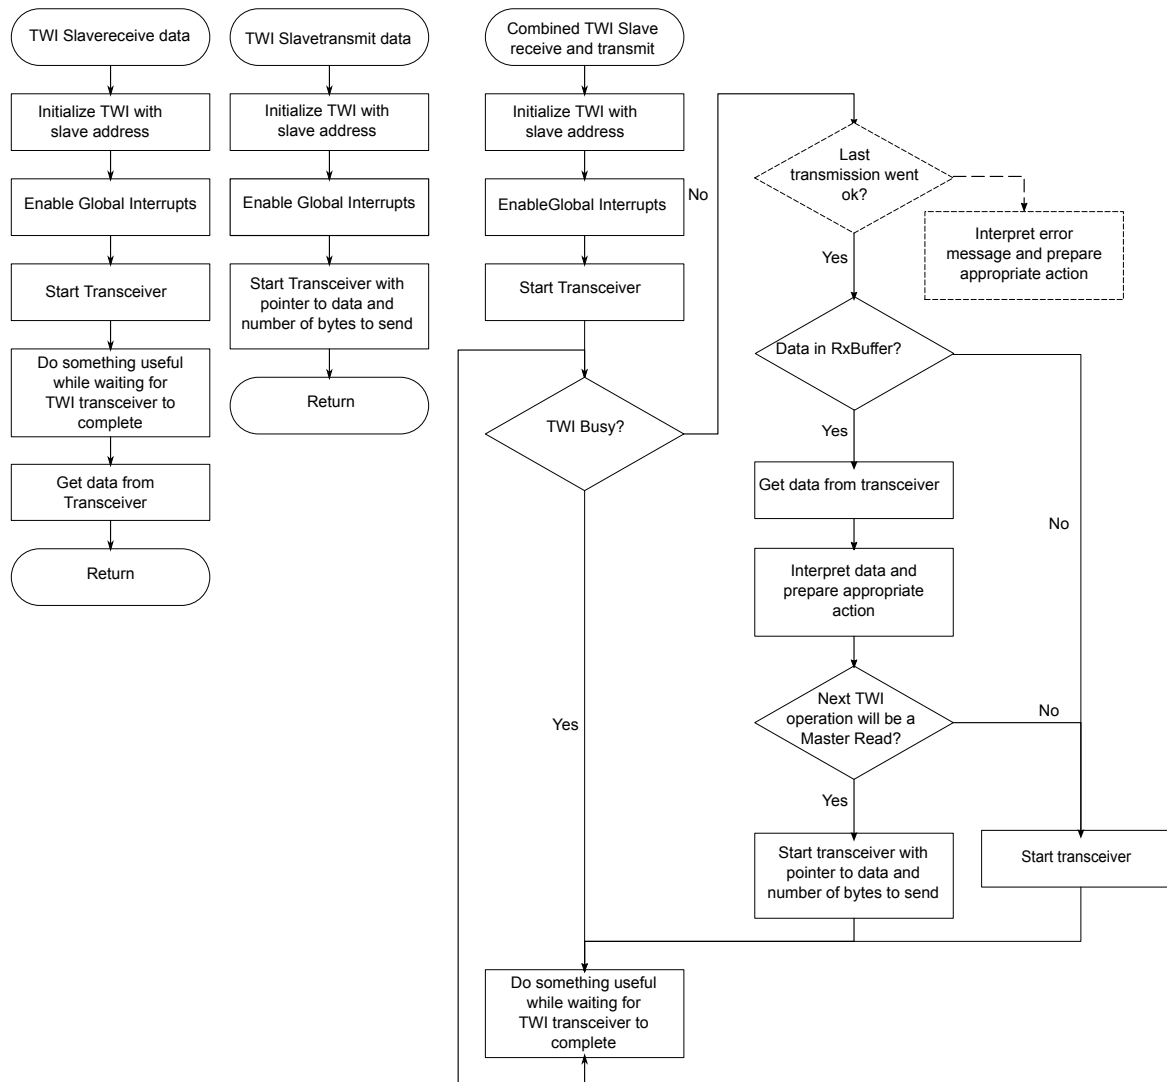 TWI Slavereceive data
Initialize TWI with
slave address
Enable Global Interrupts
Start Transceiver
Do something useful
while waiting for
TWI transceiver to
complete
Get data from
Transceiver
Return
TWI Slavetransmit data
Initialize TWI with
slave address
Enable Global Interrupts
Start Transceiver with
pointer to data and
number of bytes to send
Return
Combined TWI Slave
receive and transmit
Initialize TWI with
slave address
EnableGlobal Interrupts
Start Transceiver
TWI Busy?
No
Yes
Last
transmission went
ok?
Interpret error
message and prepare
appropriate action
Yes
Data in RxBuffer?
Yes
No
Get data from transceiver
Interpret data and
prepare appropriate
action
Next TWI
operation will be a
Master Read?
No
Yes
Start transceiver with
pointer to data and
number of bytes to send
Start transceiver
Do something useful
while waiting for
TWI transceiver to
complete